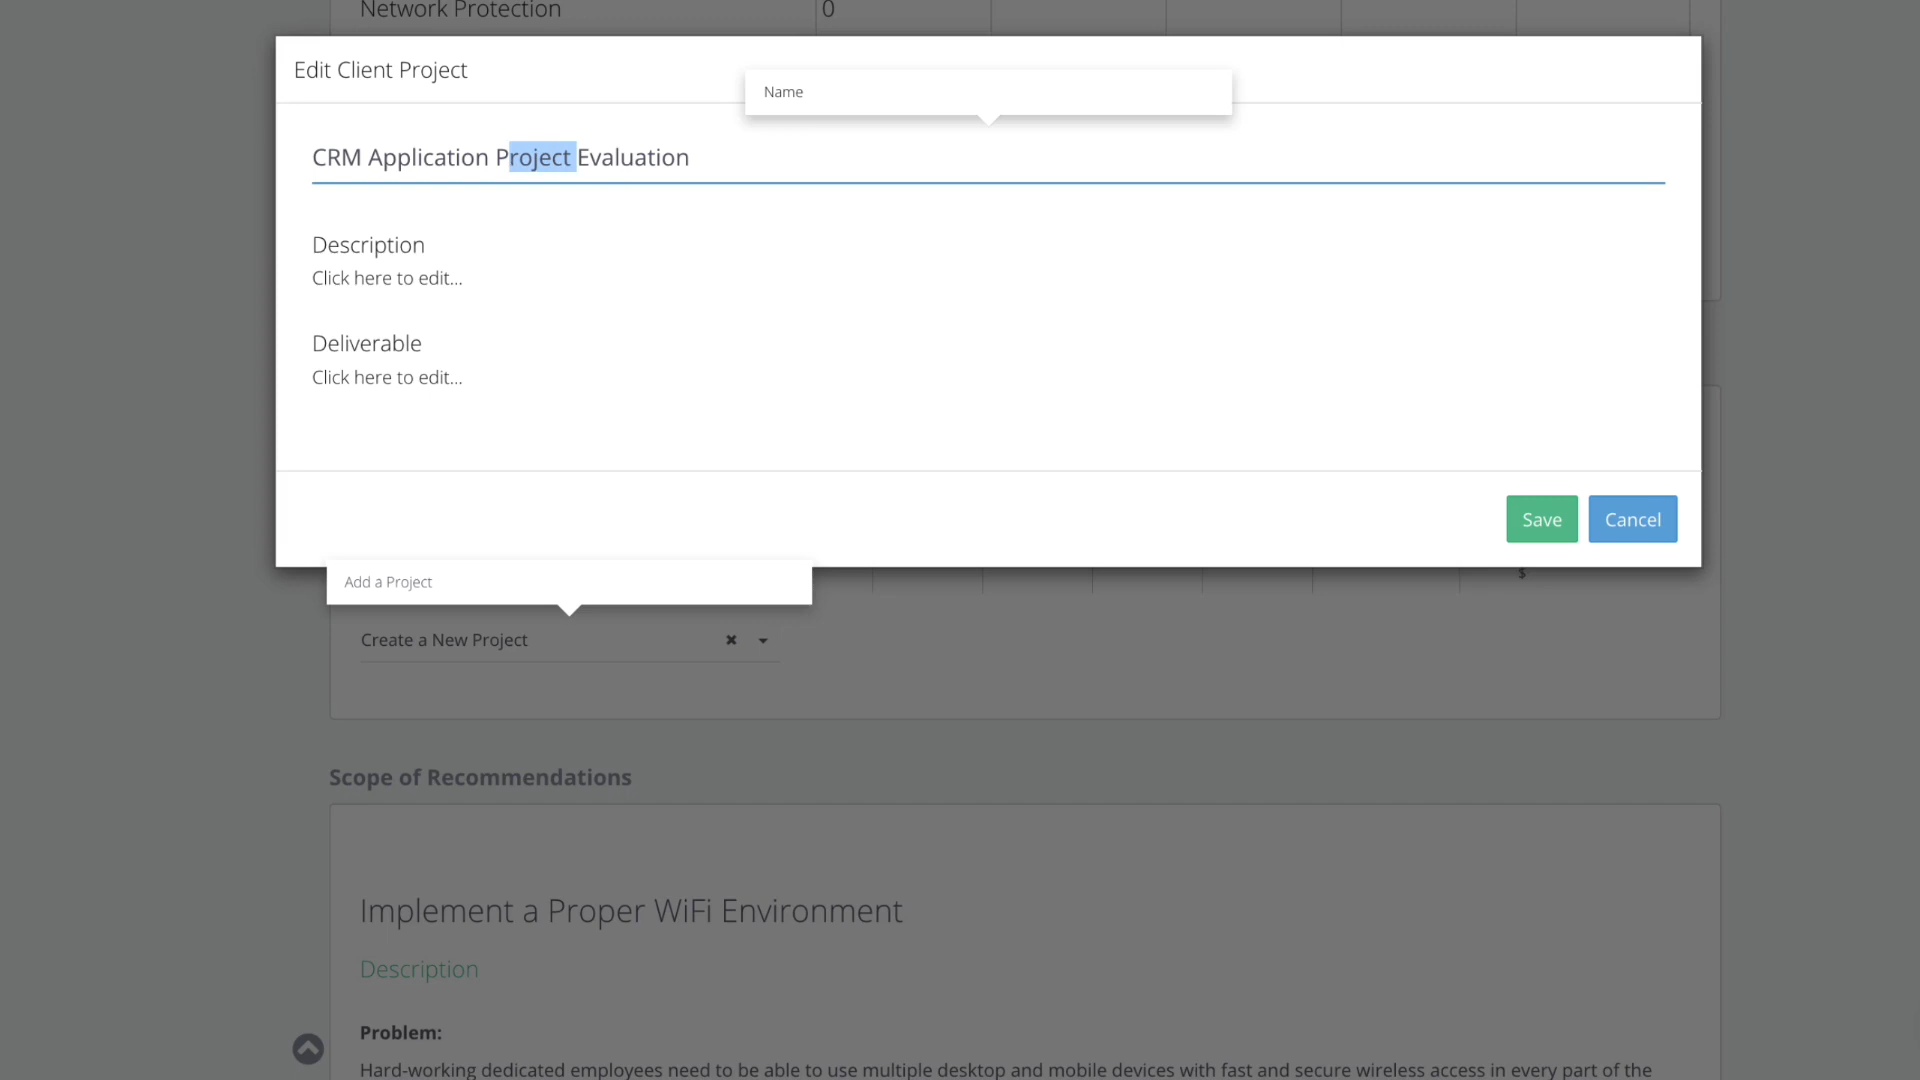 Network Protection 0
Edit Client Project
Name
CRM Application Project Evaluation
Description
Click here to edit...
Deliverable
Click here to edit...
Save Cancel
Add a Project
$
Create a New Project
Scope of Recommendations
Implement a Proper WiFi Environment
Description
Problem:
Hard-working dedicated employees need to be able to use multiple desktop and mobile devices with fast and secure wireless access in every part of the